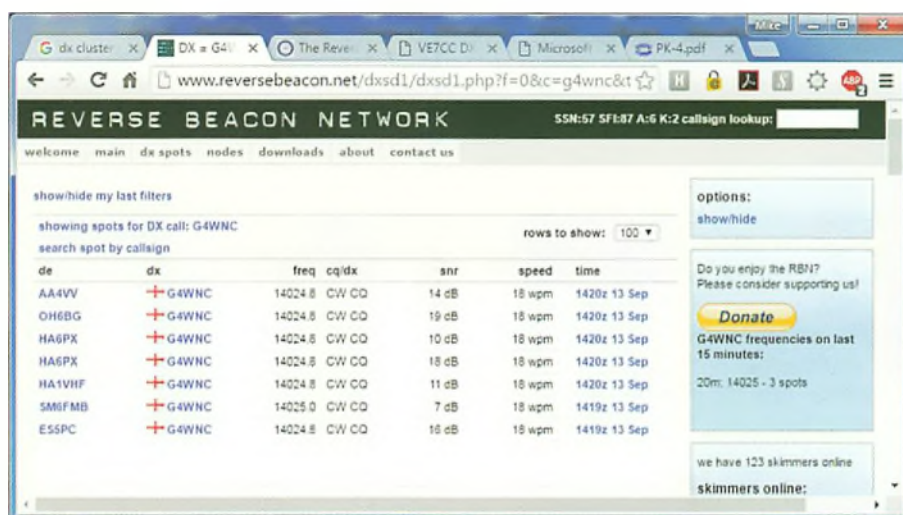 Mike
dx cluster
DX = G4W
The Reve
VE7CC D
Microsoft
PK-4.pdf
www.reversebeacon.net/dxsd1/dxsd1.php?f=0&c=g4wnc&t
ABP
2
REVERSE BEACON NETWORK
SSN:57 SFI:87 A:6 K:2 callsign lookup:
welcome main dx spots nodes downloads about contact us
show/hide my last filters
showing spots for DX call: G4WNC
rows to show: 100
search spot by callsign
de dx freq cq/dx snr speed time
AA4VV G4WNC 14024.8 CW CQ 14 dB 18 wpm 1420z 13 Sep
OH6BG G4WNC 14024.8 CW CQ 19 dB 18 wpm 1420z 13 Sep
HA6PX G4WNC 14024.8 CW CQ 10 dB 18 wpm 1420z 13 Sep
HA6PX G4WNC 14024.8 CW CQ 18 dB 18 wpm 1420z 13 Sep
HA1VHF G4WNC 14024.8 CW CQ 11 dB 18 wpm 1420z 13 Sep
SM6FMB G4WNC 14025.0 CW CQ 7 dB 18 wpm 1419z 13 Sep
ES5PC G4WNC 14024.8 CW CQ 16 dB 18 wpm 1419z 13 Sep
options:
show/hide
Do you enjoy the RBN?
Please consider supporting us!
Donate
G4WNC frequencies on last
15 minutes:
20m: 14025 - 3 spots
we have 123 skimmers online
skimmers online: